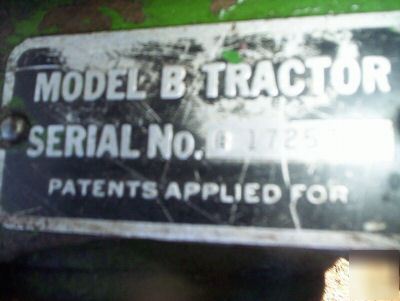 MODEL B TRACTOR
SERIAL NO.
PATENTS APPLIED FOR